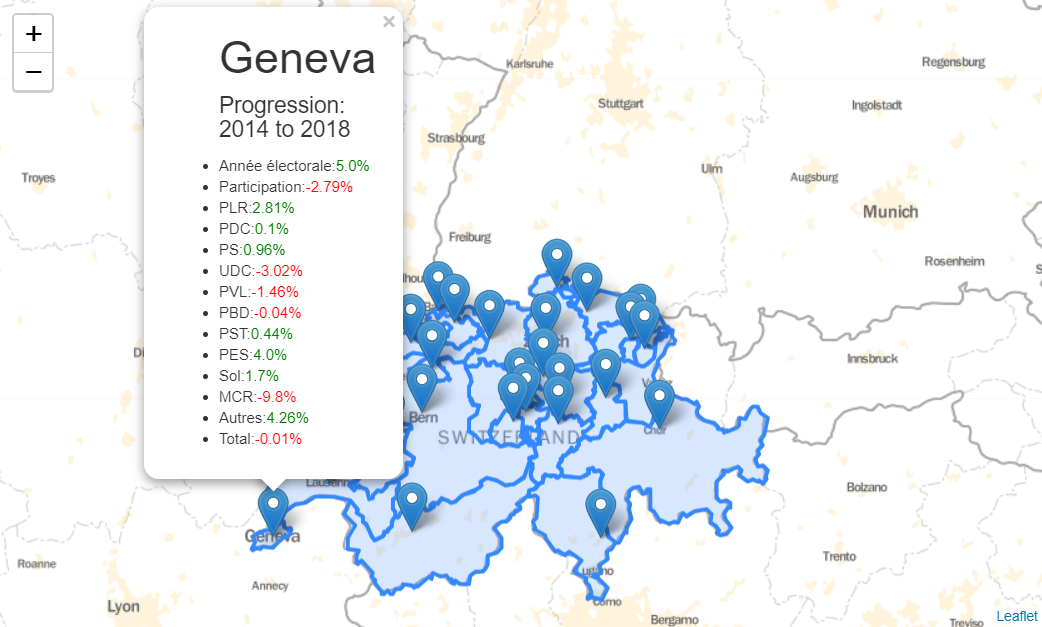 +
−
×
Geneva
Progression:
2014 to 2018
Année électorale:5.0%
Participation:-2.79%
PLR:2.81%
PDC:0.1%
PS:0.96%
UDC:-3.02%
PVL:-1.46%
PBD:-0.04%
PST:0.44%
PES:4.0%
Sol:1.7%
MCR:-9.8%
Autres:4.26%
Total:-0.01%
Karlsruhe
Regensburg
Stuttgart
Ingolstadt
Strasbourg
Troyes
Ulm
Augsburg
Munich
Freiburg
Rosenheim
Innsbruck
Bern
SWITZERLAND
Chur
Bolzano
Geneva
Trento
Roanne
Annecy
Lugano
Como
Lyon
Bergamo
Treviso
Leaflet